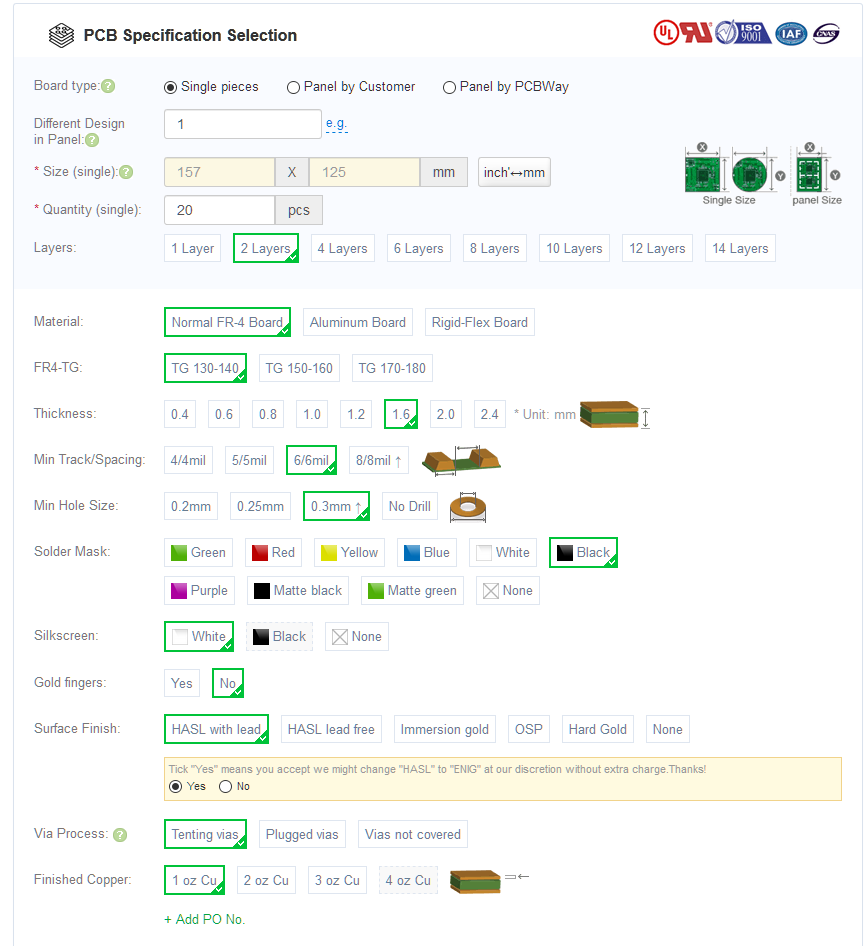 PCB Specification Selection
UL RU ISO 9001 IAF CNAS
Board type: ? Single pieces Panel by Customer Panel by PCBWay
Different Design
in Panel: ? 1 e.g.
* Size (single): ? 157 X 125 mm inch'↔mm
X X
Y Y
Single Size panel Size
* Quantity (single): 20 pcs
Layers: 1 Layer 2 Layers 4 Layers 6 Layers 8 Layers 10 Layers 12 Layers 14 Layers
Material: Normal FR-4 Board Aluminum Board Rigid-Flex Board
FR4-TG: TG 130-140 TG 150-160 TG 170-180
Thickness: 0.4 0.6 0.8 1.0 1.2 1.6 2.0 2.4 * Unit: mm
Min Track/Spacing: 4/4mil 5/5mil 6/6mil 8/8mil ↑
Min Hole Size: 0.2mm 0.25mm 0.3mm ↑ No Drill
Solder Mask: Green Red Yellow Blue White Black
Purple Matte black Matte green None
Silkscreen: White Black None
Gold fingers: Yes No
Surface Finish: HASL with lead HASL lead free Immersion gold OSP Hard Gold None
Tick "Yes" means you accept we might change "HASL" to "ENIG" at our discretion without extra charge.Thanks!
Yes No
Via Process: ? Tenting vias Plugged vias Vias not covered
Finished Copper: 1 oz Cu 2 oz Cu 3 oz Cu 4 oz Cu
+ Add PO No.